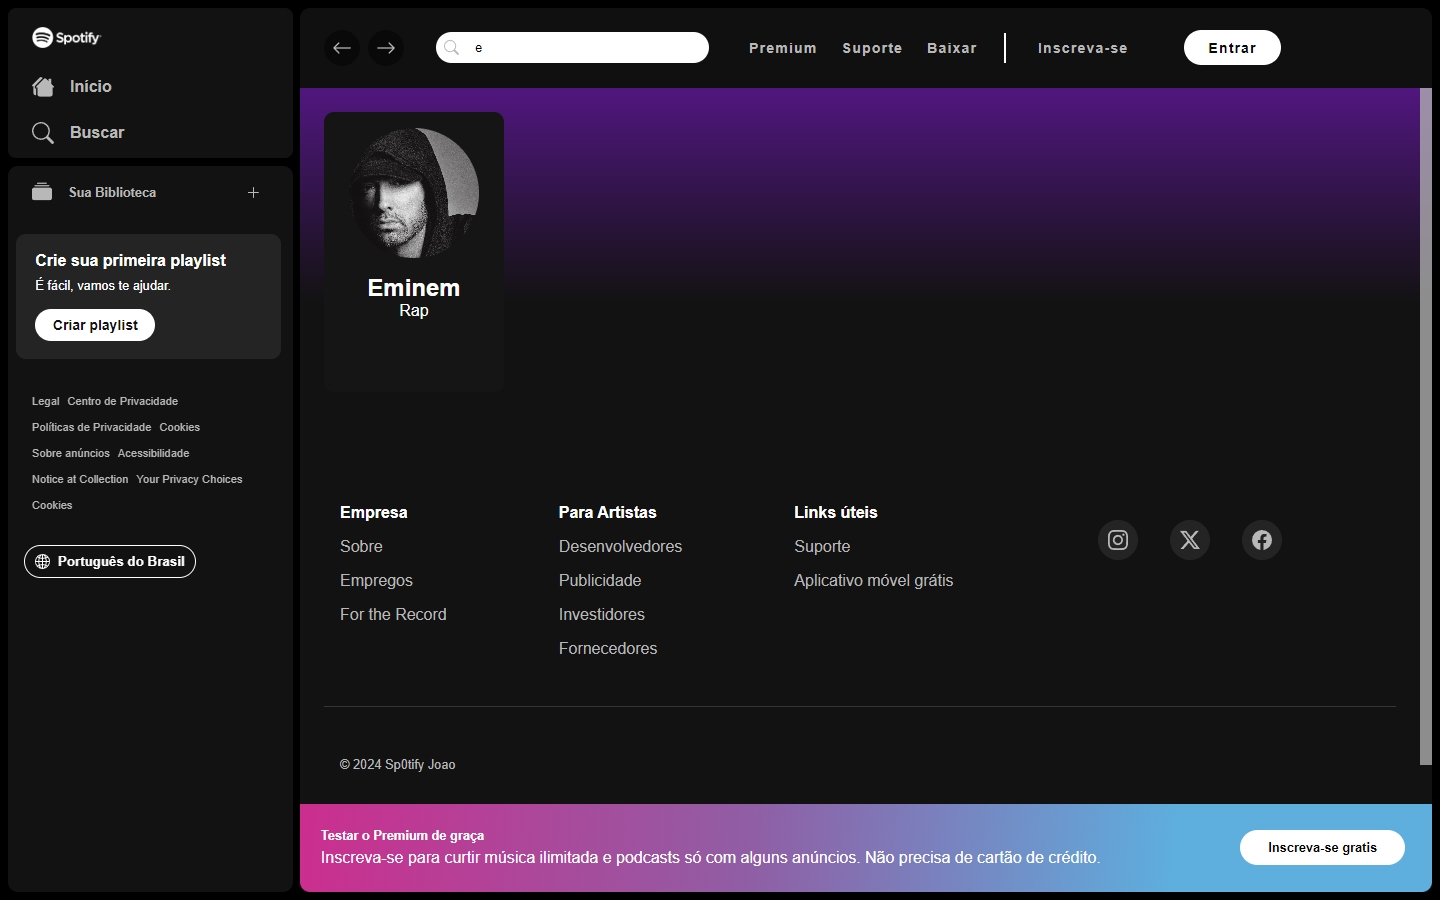 Spotify
Início
Buscar
Sua Biblioteca
Crie sua primeira playlist
É fácil, vamos te ajudar.
Criar playlist
Legal Centro de Privacidade
Políticas de Privacidade Cookies
Sobre anúncios Acessibilidade
Notice at Collection Your Privacy Choices
Cookies
Português do Brasil
e
Premium Suporte Baixar Inscreva-se Entrar
Eminem
Rap
Empresa
Sobre
Empregos
For the Record
Para Artistas
Desenvolvedores
Publicidade
Investidores
Fornecedores
Links úteis
Suporte
Aplicativo móvel grátis
© 2024 Sp0tify Joao
Testar o Premium de graça
Inscreva-se para curtir música ilimitada e podcasts só com alguns anúncios. Não precisa de cartão de crédito.
Inscreva-se gratis